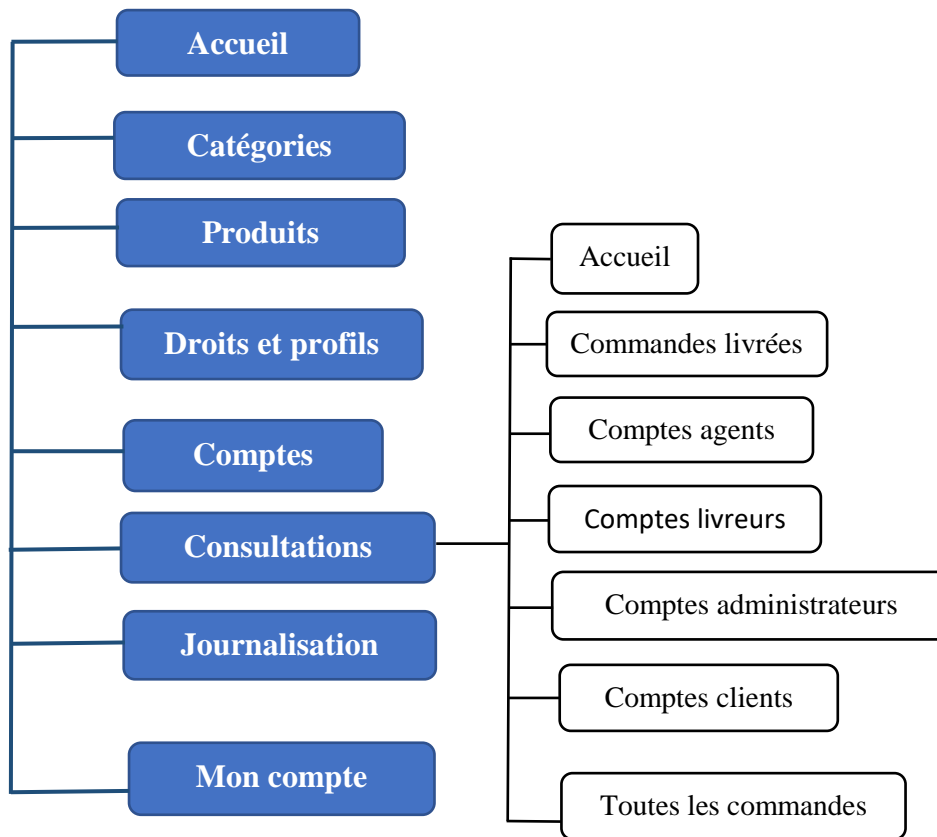 Accueil
Catégories
Produits
Droits et profils
Comptes
Consultations
Journalisation
Mon compte
Accueil
Commandes livrées
Comptes agents
Comptes livreurs
Comptes administrateurs
Comptes clients
Toutes les commandes